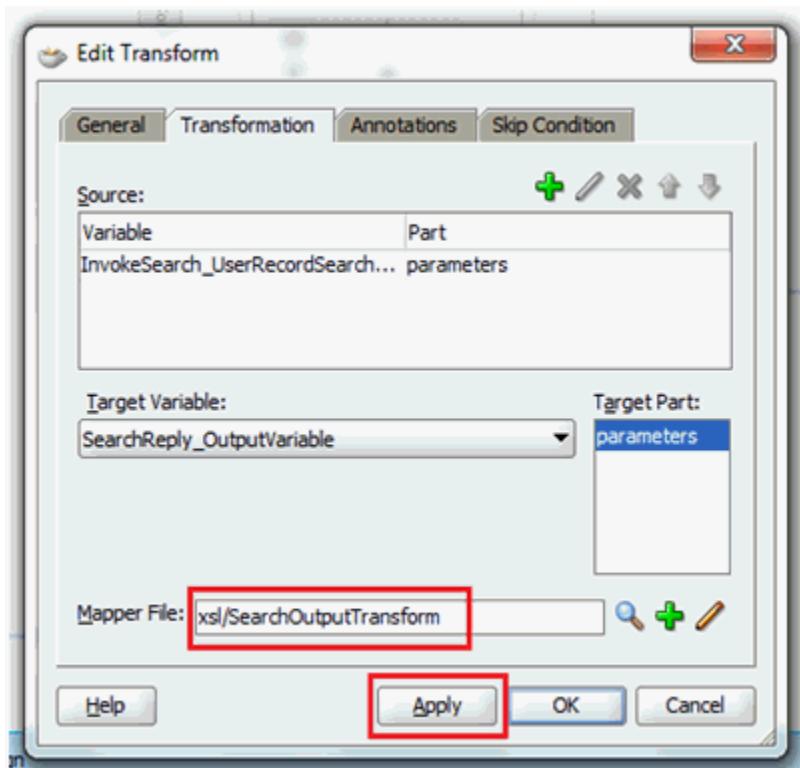 Edit Transform
General Transformation Annotations Skip Condition
Source:
Variable Part
InvokeSearch_UserRecordSearch... parameters
Target Variable: Target Part:
SearchReply_OutputVariable parameters
Mapper File: xsl/SearchOutputTransform
Help Apply OK Cancel
gn